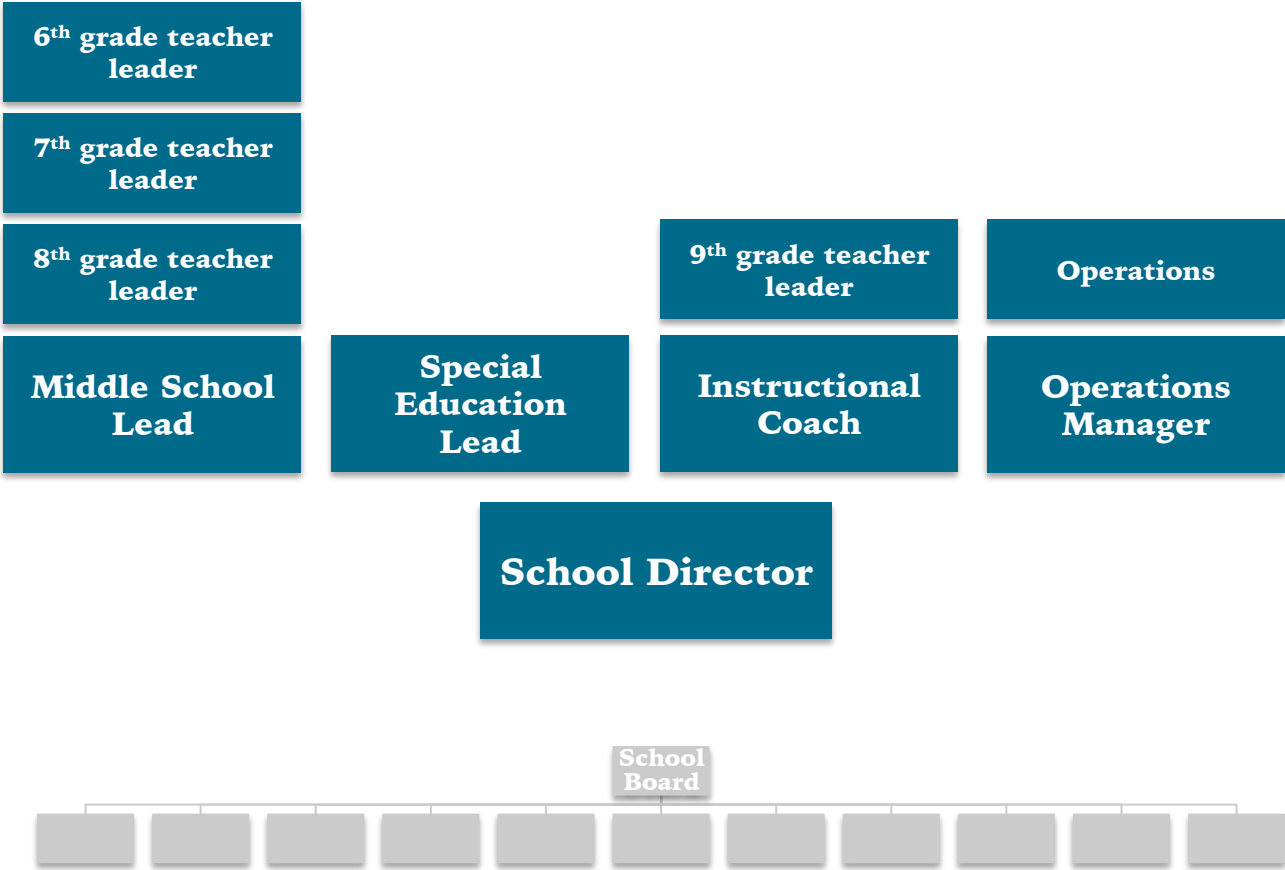 6th grade teacher
leader
7th grade teacher
leader
8th grade teacher
leader
9th grade teacher
leader
Operations
Middle School
Lead
Special
Education
Lead
Instructional
Coach
Operations
Manager
School Director
School
Board